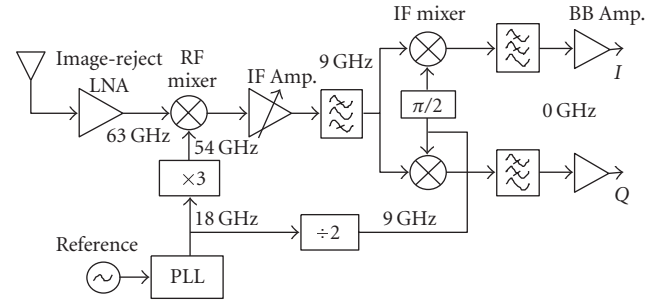 IF mixer
BB Amp.
Image-reject
LNA
RF
mixer
IF Amp.
9 GHz
I
π/2
0 GHz
63 GHz
54 GHz
×3
Q
18 GHz
÷2
9 GHz
Reference
PLL